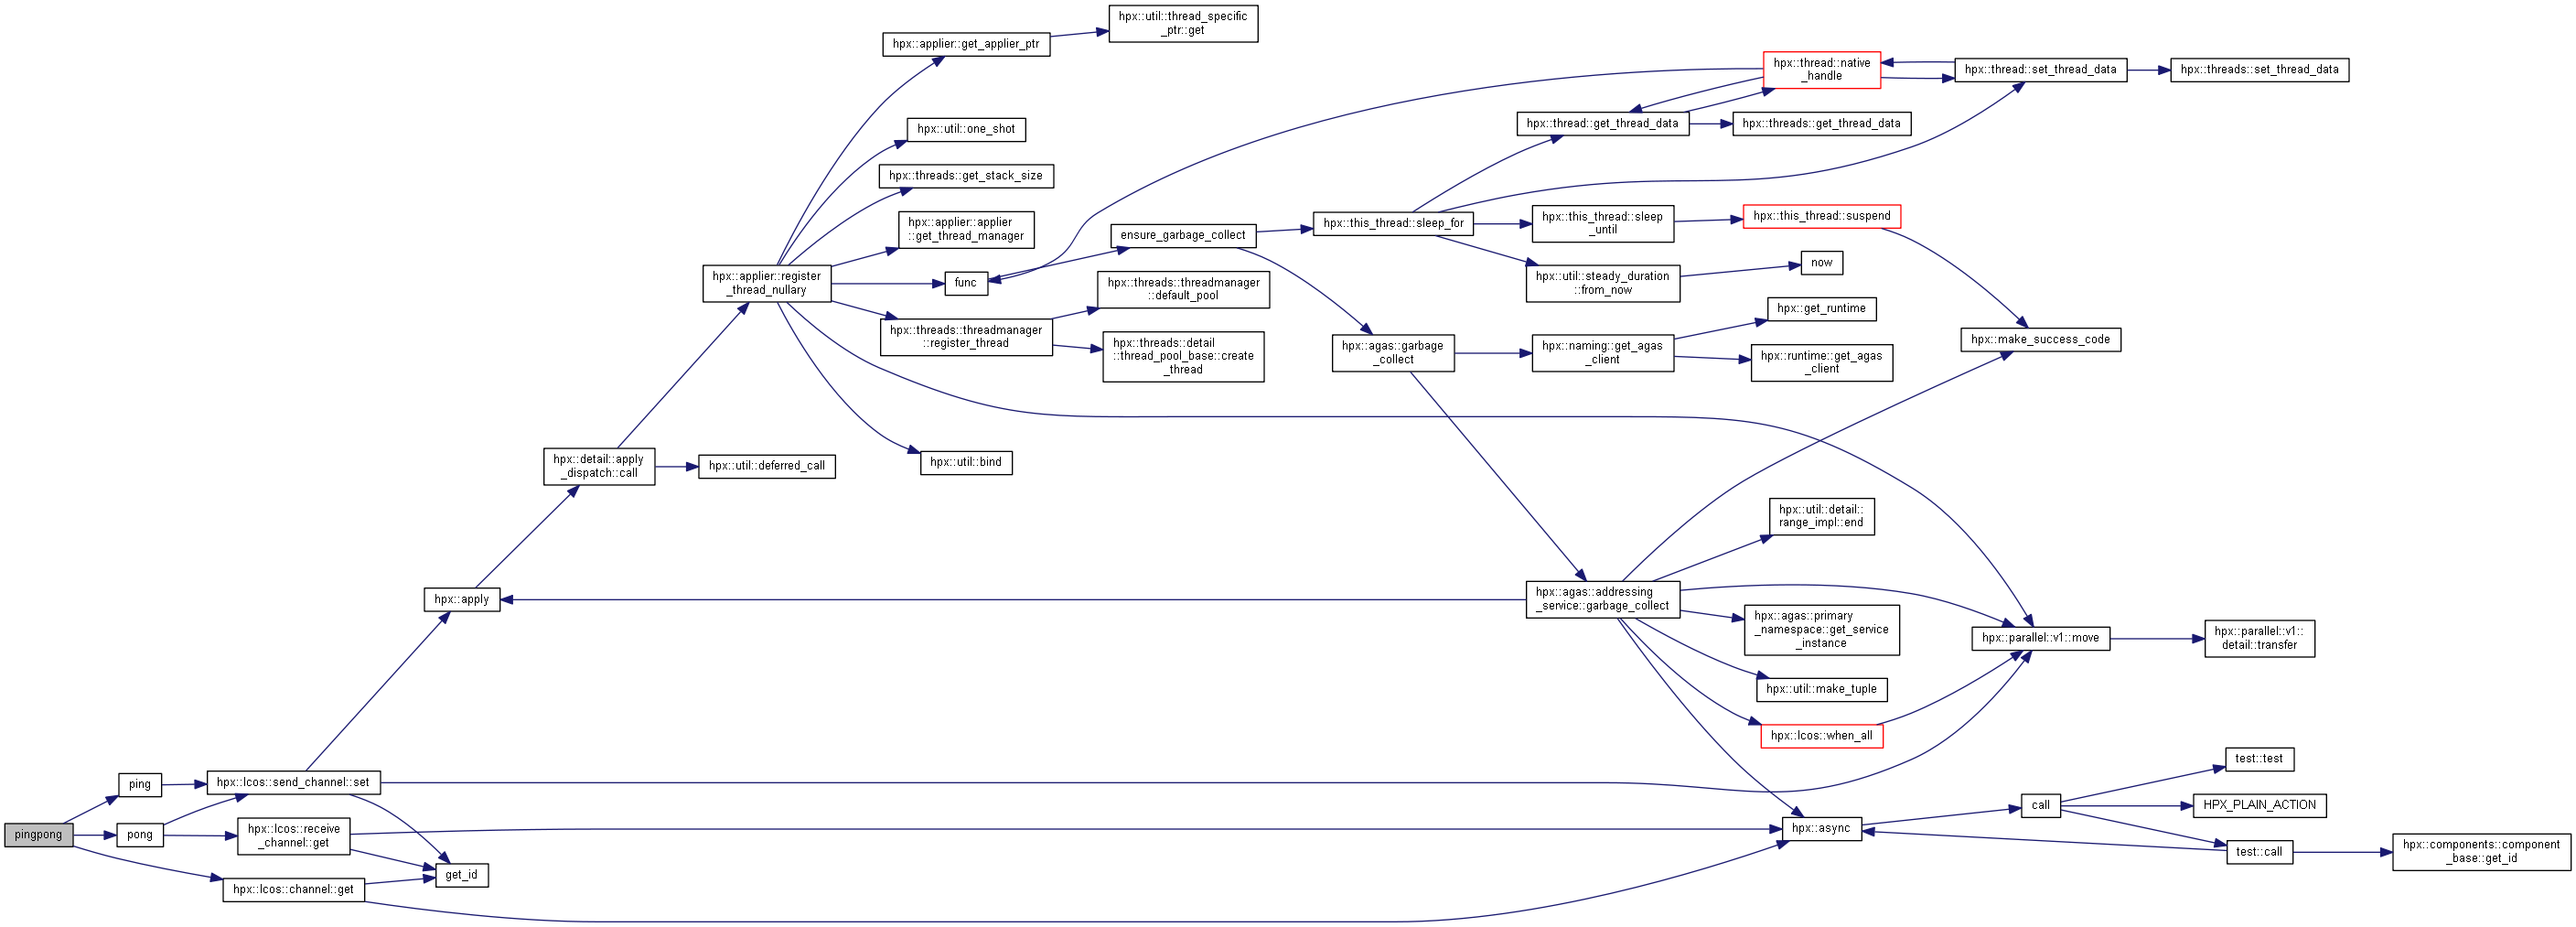 pingpong
ping
pong
hpx::lcos::channel::get
hpx::lcos::send_channel::set
hpx::lcos::receive
_channel::get
get_id
hpx::apply
hpx::detail::apply
_dispatch::call
hpx::util::deferred_call
hpx::applier::register
_thread_nullary
hpx::applier::get_applier_ptr
hpx::util::thread_specific
_ptr::get
hpx::util::one_shot
hpx::threads::get_stack_size
hpx::applier::applier
::get_thread_manager
func
hpx::threads::threadmanager
::register_thread
hpx::util::bind
ensure_garbage_collect
hpx::threads::threadmanager
::default_pool
hpx::threads::detail
::thread_pool_base::create
_thread
hpx::this_thread::sleep_for
hpx::agas::garbage
_collect
hpx::thread::get_thread_data
hpx::this_thread::sleep
_until
hpx::util::steady_duration
::from_now
hpx::naming::get_agas
_client
hpx::agas::addressing
_service::garbage_collect
hpx::thread::native
_handle
hpx::threads::get_thread_data
hpx::this_thread::suspend
now
hpx::get_runtime
hpx::runtime::get_agas
_client
hpx::util::detail::
range_impl::end
hpx::agas::primary
_namespace::get_service
_instance
hpx::util::make_tuple
hpx::lcos::when_all
hpx::async
hpx::thread::set_thread_data
hpx::threads::set_thread_data
hpx::make_success_code
hpx::parallel::v1::move
hpx::parallel::v1::
detail::transfer
call
test::test
HPX_PLAIN_ACTION
test::call
hpx::components::component
_base::get_id